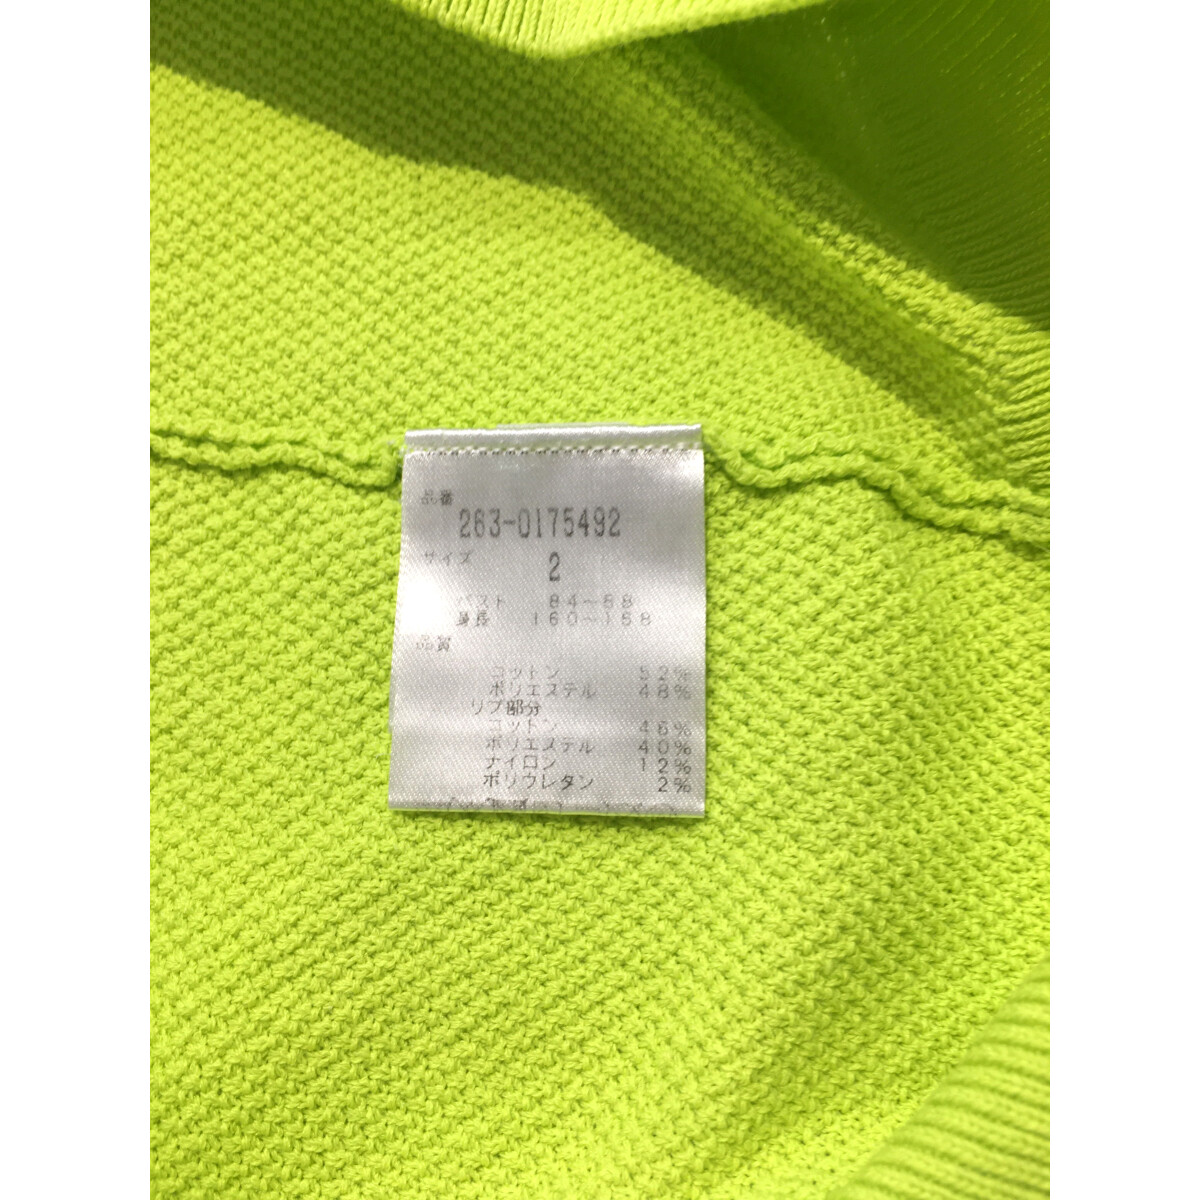 品番
263-0175492
サイズ
2
バスト 84-88
身長 160-168
品質
コットン 52%
ポリエステル 48%
リブ部分
コットン 46%
ポリエステル 40%
ナイロン 12%
ポリウレタン 2%